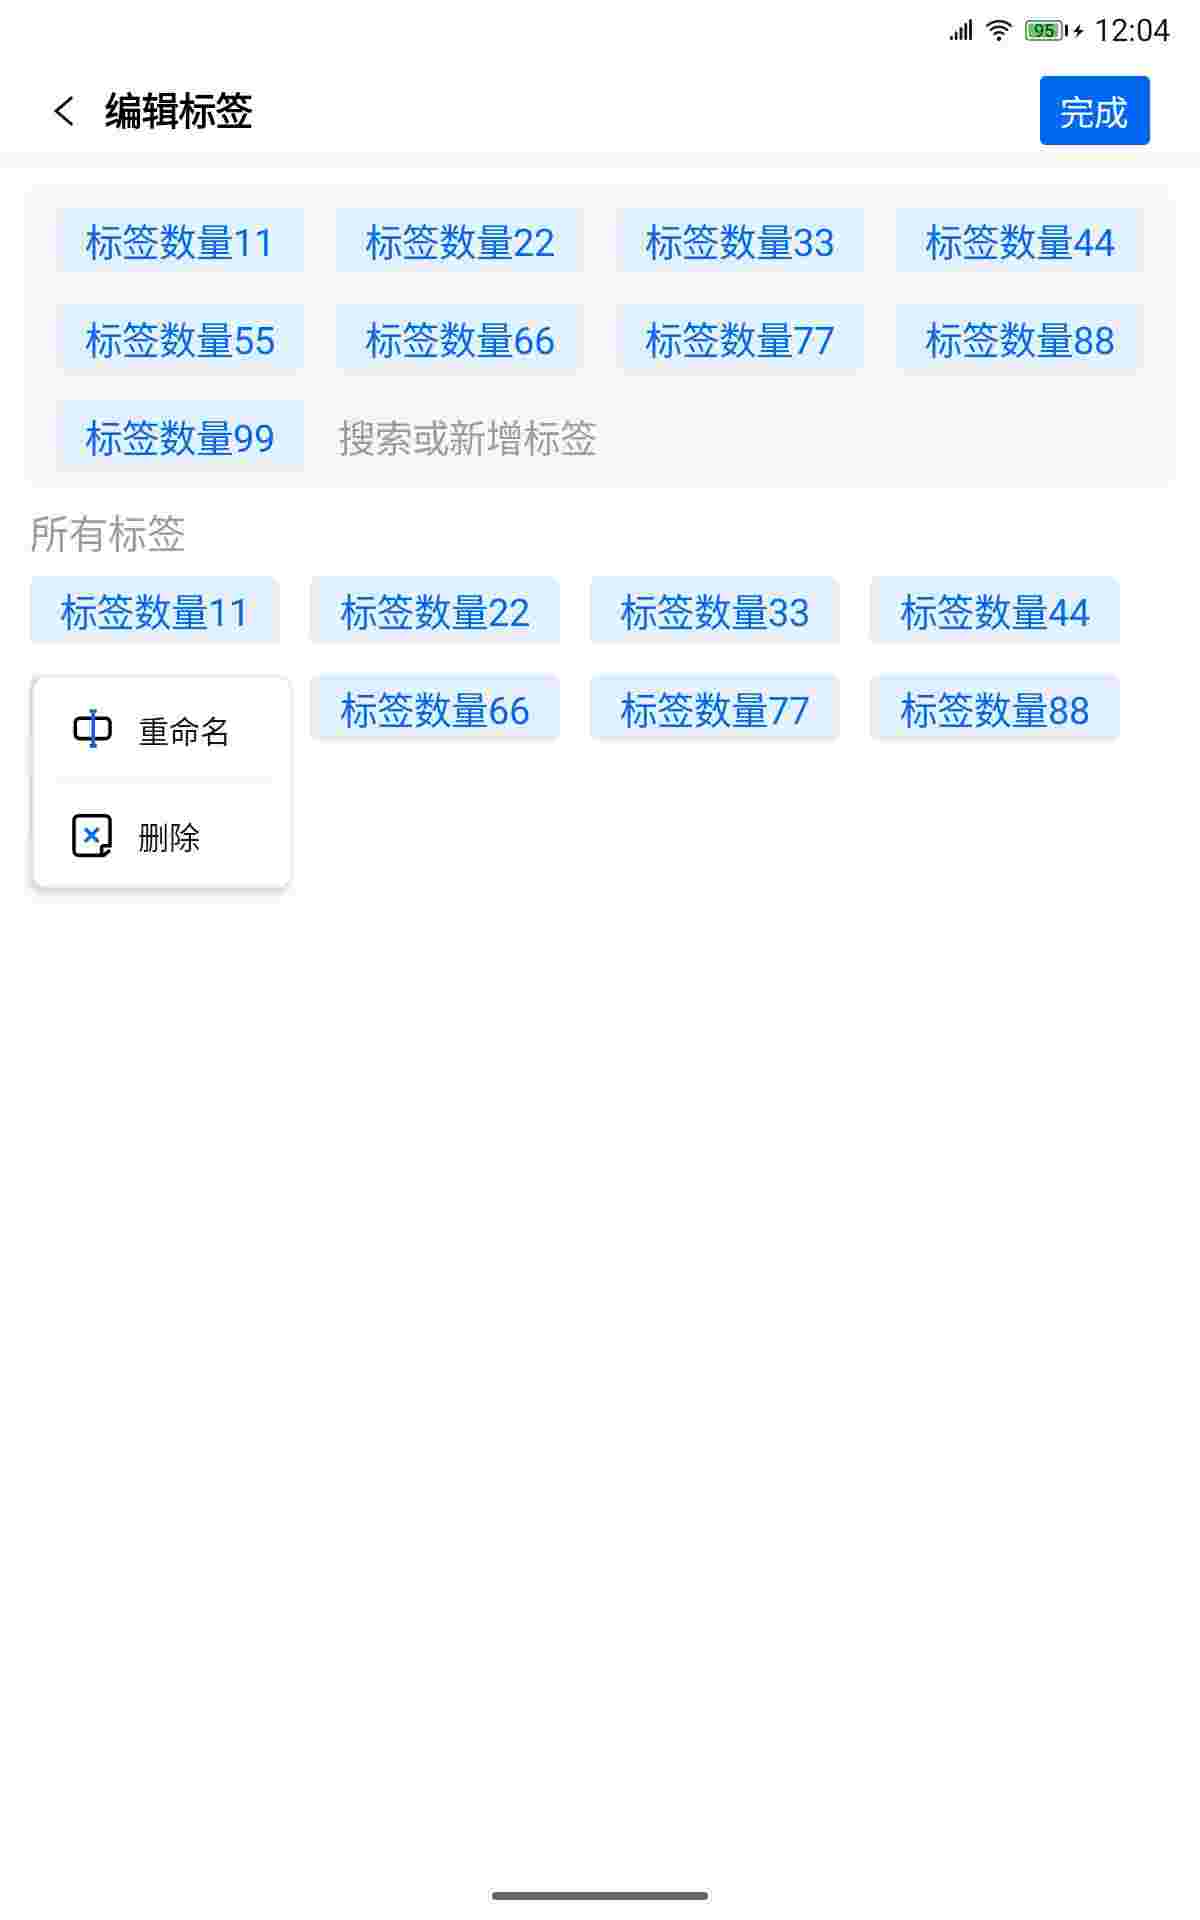 95 12:04
编辑标签 完成
标签数量11 标签数量22 标签数量33 标签数量44
标签数量55 标签数量66 标签数量77 标签数量88
标签数量99 搜索或新增标签
所有标签
标签数量11 标签数量22 标签数量33 标签数量44
标签数量66 标签数量77 标签数量88
重命名
删除